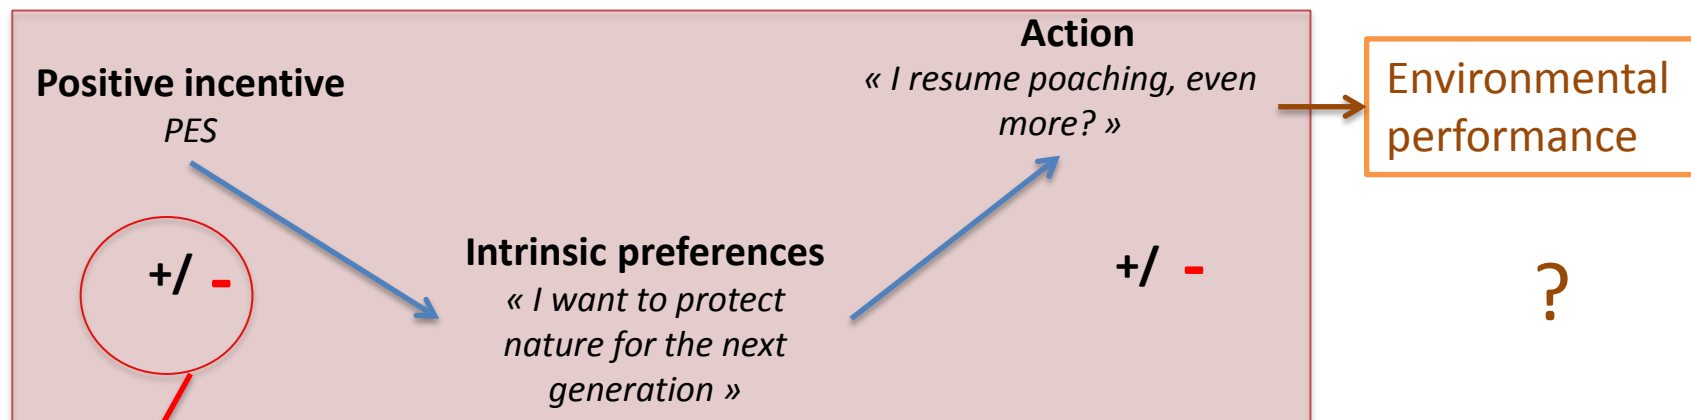 Positive incentive
PES
+/ -
Intrinsic preferences
« I want to protect
nature for the next
generation »
Action
« I resume poaching, even
more? »
+/ -
Environmental
performance
?